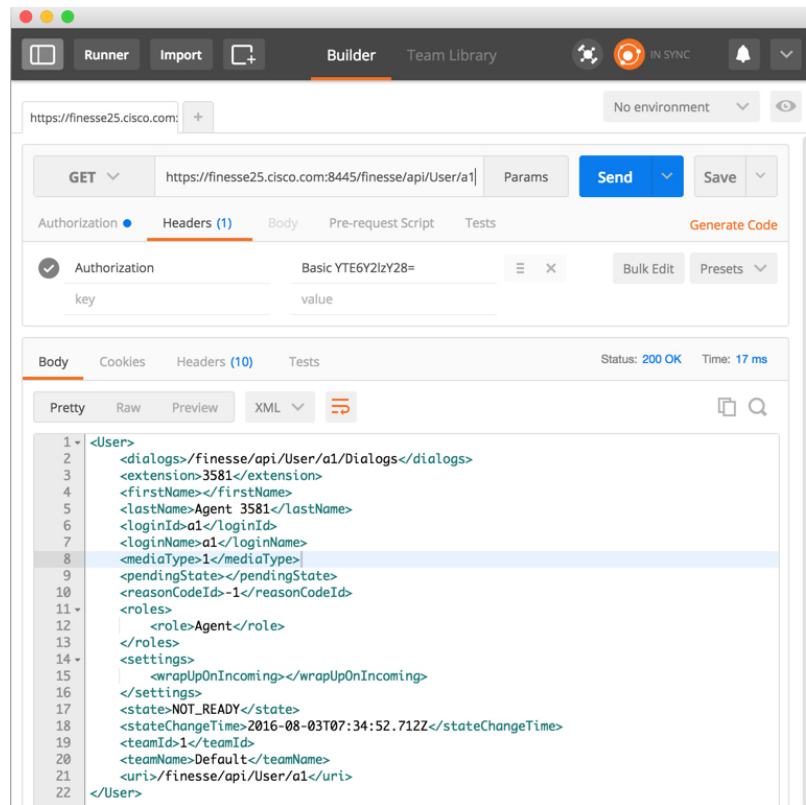 Runner Import Builder Team Library IN SYNC
https://finesse25.cisco.com: + No environment
GET https://finesse25.cisco.com:8445/finesse/api/User/a1 Params Send Save
Authorization Headers (1) Body Pre-request Script Tests Generate Code
Authorization Basic YTE6Y2lzY28= Bulk Edit Presets
key value
Body Cookies Headers (10) Tests Status: 200 OK Time: 17 ms
Pretty Raw Preview XML
1 <User>
2 <dialogs>/finesse/api/User/a1/Dialogs</dialogs>
3 <extension>3581</extension>
4 <firstName></firstName>
5 <lastName>Agent 3581</lastName>
6 <loginId>a1</loginId>
7 <loginName>a1</loginName>
8 <mediaType>1</mediaType>
9 <pendingState></pendingState>
10 <reasonCodeId>-1</reasonCodeId>
11 <roles>
12 <role>Agent</role>
13 </roles>
14 <settings>
15 <wrapUpOnIncoming></wrapUpOnIncoming>
16 </settings>
17 <state>NOT_READY</state>
18 <stateChangeTime>2016-08-03T07:34:52.712Z</stateChangeTime>
19 <teamId>1</teamId>
20 <teamName>Default</teamName>
21 <uri>/finesse/api/User/a1</uri>
22 </User>